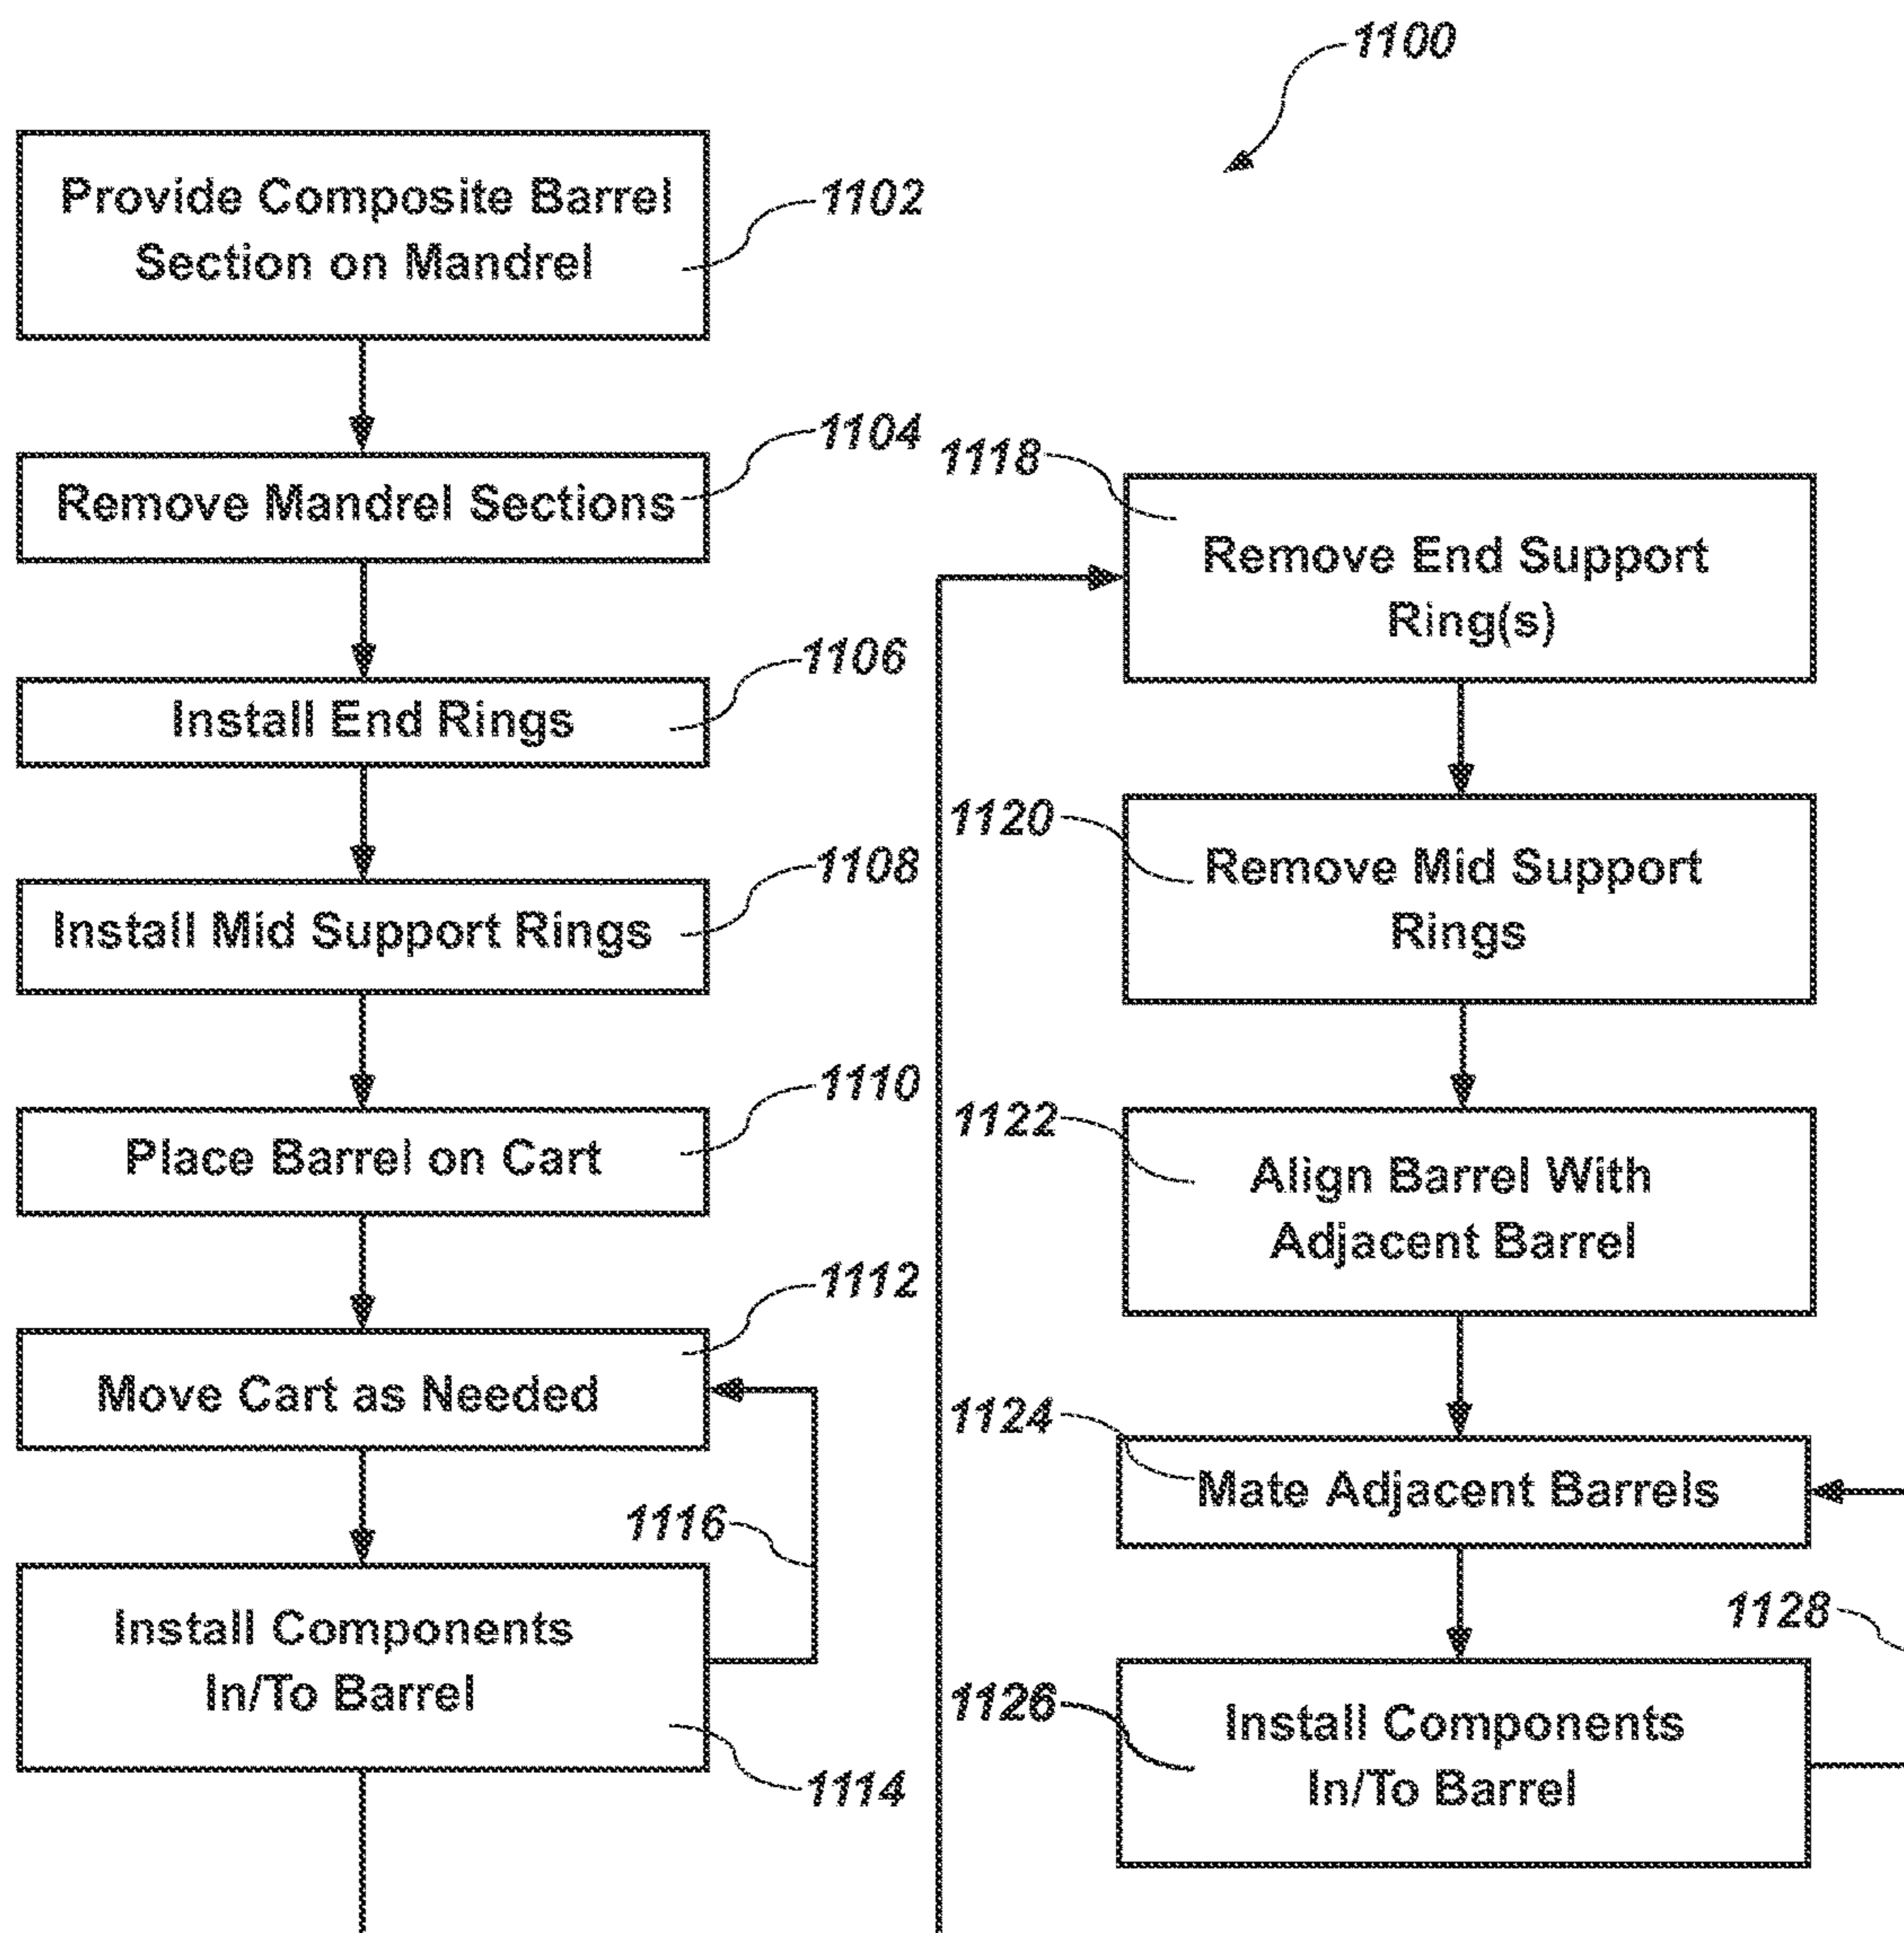 1100
Provide Composite Barrel
Section on Mandrel
1102
Remove Mandrel Sections
1104
Install End Rings
1106
Install Mid Support Rings
1108
Place Barrel on Cart
1110
Move Cart as Needed
1112
1116
Install Components
In/To Barrel
1114
1118
Remove End Support
Ring(s)
1120
Remove Mid Support
Rings
1122
Align Barrel With
Adjacent Barrel
1124
Mate Adjacent Barrels
1128
1126
Install Components
In/To Barrel